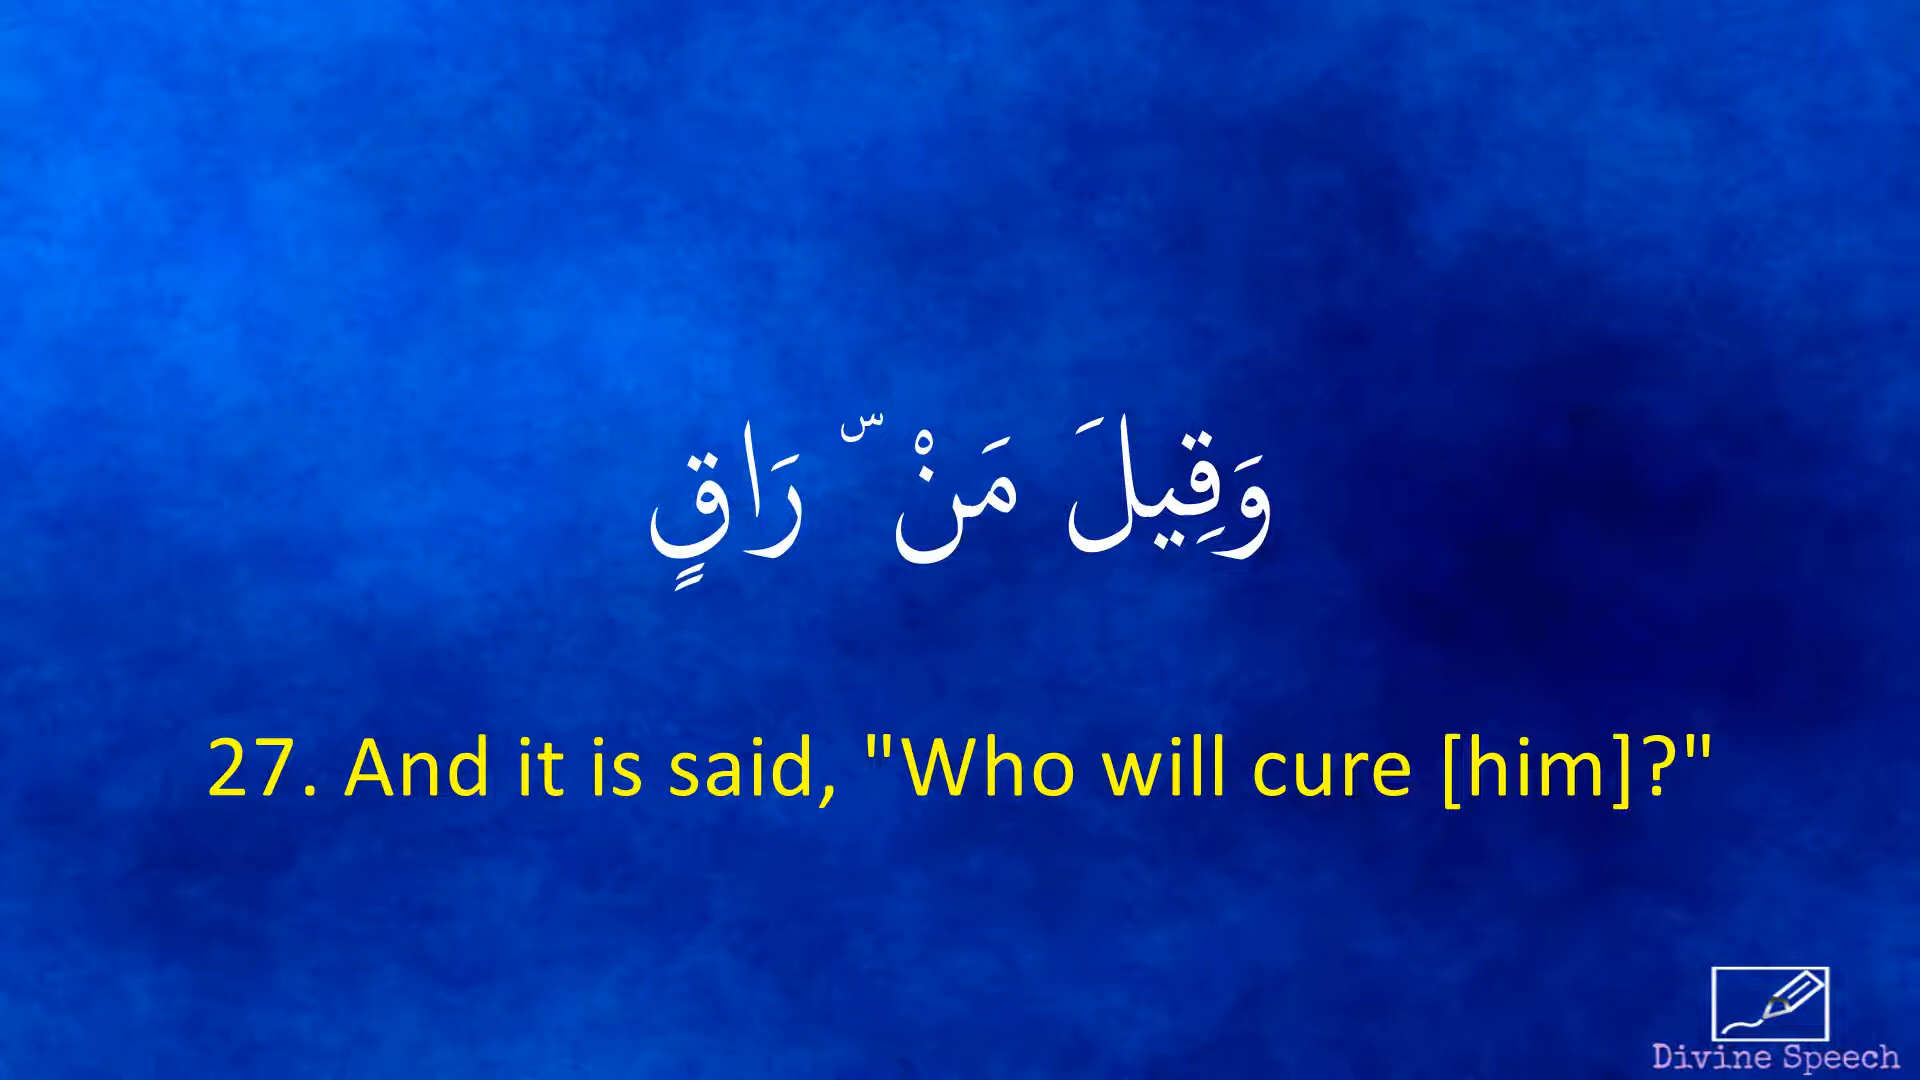 وَقِيلَ مَنْ ۜ رَاقٍ
27. And it is said, "Who will cure [him]?"
Divine Speech